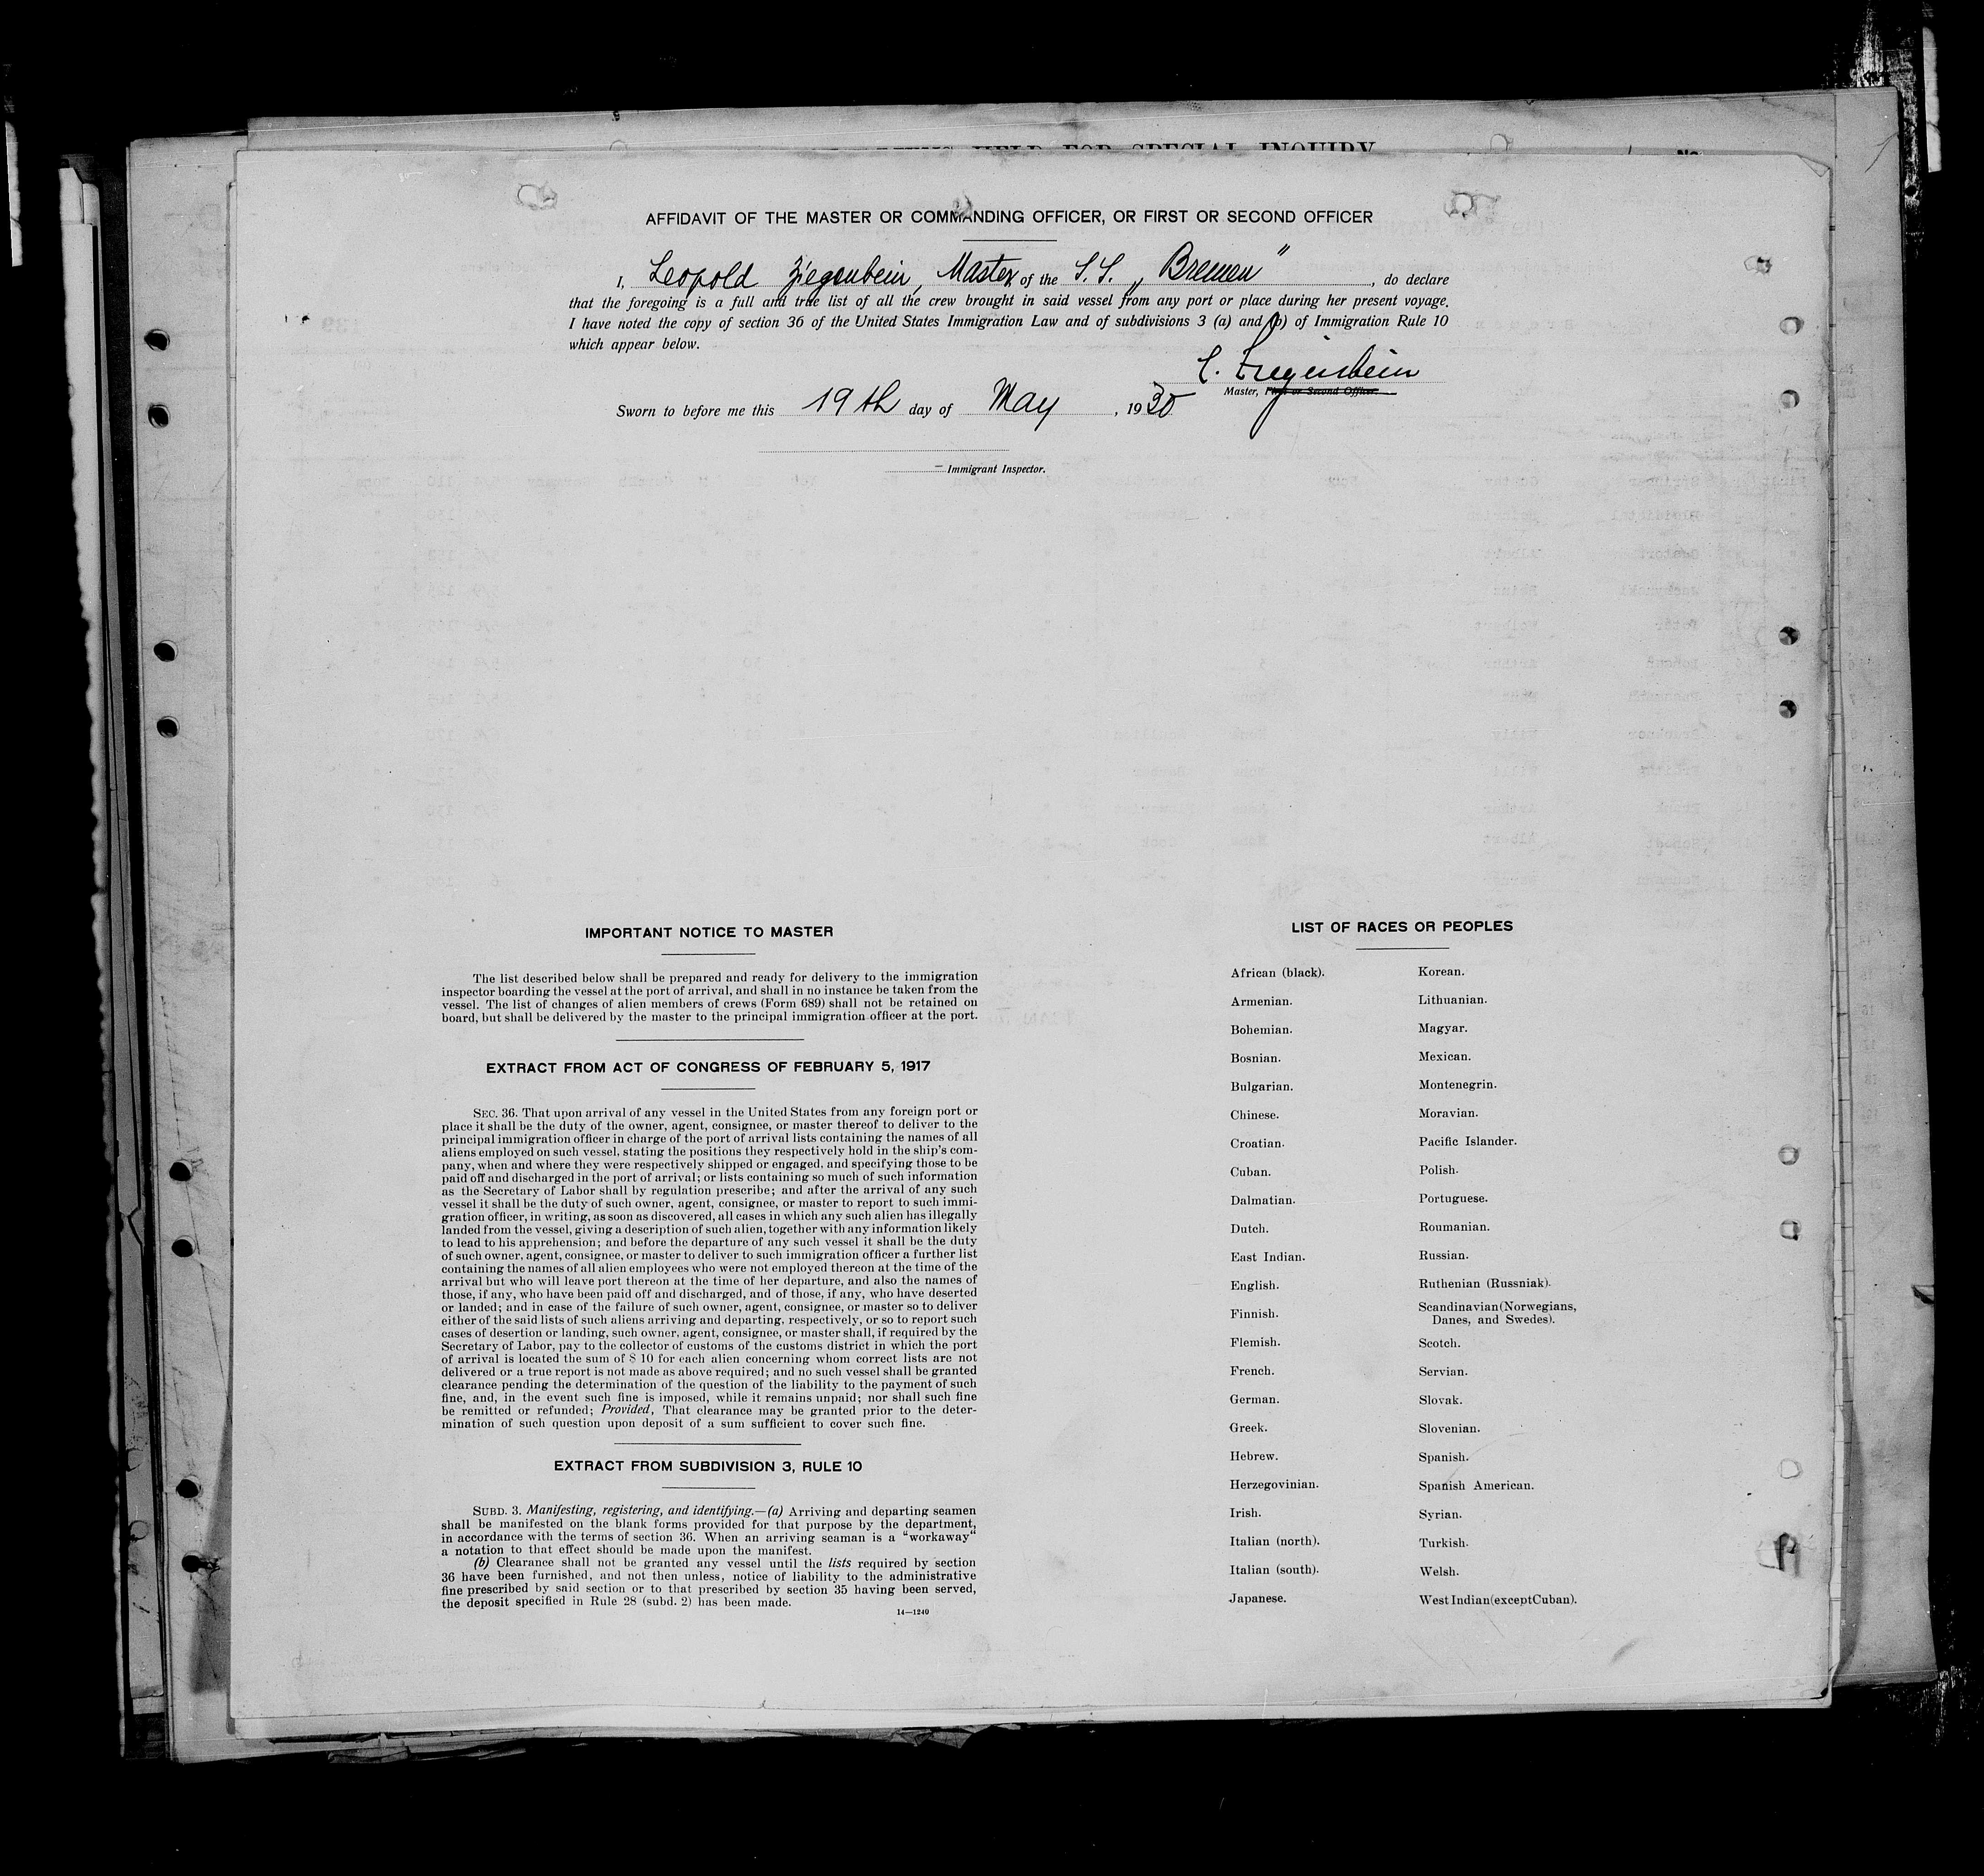 HELD FOR SPECIAL INQUIRY
No
AFFIDAVIT OF THE MASTER OR COMMANDING OFFICER, OR FIRST OR SECOND OFFICER
I, Leopold Ziegenbein, Master of the S.S. „Bremen", do declare
that the foregoing is a full and true list of all the crew brought in said vessel from any port or place during her present voyage.
I have noted the copy of section 36 of the United States Immigration Law and of subdivisions 3 (a) and (b) of Immigration Rule 10
which appear below.
L. Ziegenbein
Master, First or Second Officer.
Sworn to before me this 19th day of May, 1930
Immigrant Inspector.
IMPORTANT NOTICE TO MASTER
The list described below shall be prepared and ready for delivery to the immigration
inspector boarding the vessel at the port of arrival, and shall in no instance be taken from the
vessel. The list of changes of alien members of crews (Form 689) shall not be retained on
board, but shall be delivered by the master to the principal immigration officer at the port.
EXTRACT FROM ACT OF CONGRESS OF FEBRUARY 5, 1917
SEC. 36. That upon arrival of any vessel in the United States from any foreign port or
place it shall be the duty of the owner, agent, consignee, or master thereof to deliver to the
principal immigration officer in charge of the port of arrival lists containing the names of all
aliens employed on such vessel, stating the positions they respectively hold in the ship's com-
pany, when and where they were respectively shipped or engaged, and specifying those to be
paid off and discharged in the port of arrival; or lists containing so much of such information
as the Secretary of Labor shall by regulation prescribe; and after the arrival of any such
vessel it shall be the duty of such owner, agent, consignee, or master to report to such immi-
gration officer, in writing, as soon as discovered, all cases in which any such alien has illegally
landed from the vessel, giving a description of such alien, together with any information likely
to lead to his apprehension; and before the departure of any such vessel it shall be the duty
of such owner, agent, consignee, or master to deliver to such immigration officer a further list
containing the names of all alien employees who were not employed thereon at the time of the
arrival but who will leave port thereon at the time of her departure, and also the names of
those, if any, who have been paid off and discharged, and of those, if any, who have deserted
or landed; and in case of the failure of such owner, agent, consignee, or master so to deliver
either of the said lists of such aliens arriving and departing, respectively, or so to report such
cases of desertion or landing, such owner, agent, consignee, or master shall, if required by the
Secretary of Labor, pay to the collector of customs of the customs district in which the port
of arrival is located the sum of $ 10 for each alien concerning whom correct lists are not
delivered or a true report is not made as above required; and no such vessel shall be granted
clearance pending the determination of the question of the liability to the payment of such
fine, and, in the event such fine is imposed, while it remains unpaid; nor shall such fine
be remitted or refunded; Provided, That clearance may be granted prior to the deter-
mination of such question upon deposit of a sum sufficient to cover such fine.
EXTRACT FROM SUBDIVISION 3, RULE 10
SUBD. 3. Manifesting, registering, and identifying.—(a) Arriving and departing seamen
shall be manifested on the blank forms provided for that purpose by the department,
in accordance with the terms of section 36. When an arriving seaman is a "workaway"
a notation to that effect should be made upon the manifest.
(b) Clearance shall not be granted any vessel until the lists required by section
36 have been furnished, and not then unless, notice of liability to the administrative
fine prescribed by said section or to that prescribed by section 35 having been served,
the deposit specified in Rule 28 (subd. 2) has been made.
14—1240
LIST OF RACES OR PEOPLES
African (black).
Armenian.
Bohemian.
Bosnian.
Bulgarian.
Chinese.
Croatian.
Cuban.
Dalmatian.
Dutch.
East Indian.
English.
Finnish.
Flemish.
French.
German.
Greek.
Hebrew.
Herzegovinian.
Irish.
Italian (north).
Italian (south).
Japanese.
Korean.
Lithuanian.
Magyar.
Mexican.
Montenegrin.
Moravian.
Pacific Islander.
Polish.
Portuguese.
Roumanian.
Russian.
Ruthenian (Russniak).
Scandinavian (Norwegians,
Danes, and Swedes).
Scotch.
Servian.
Slovak.
Slovenian.
Spanish.
Spanish American.
Syrian.
Turkish.
Welsh.
West Indian (except Cuban).